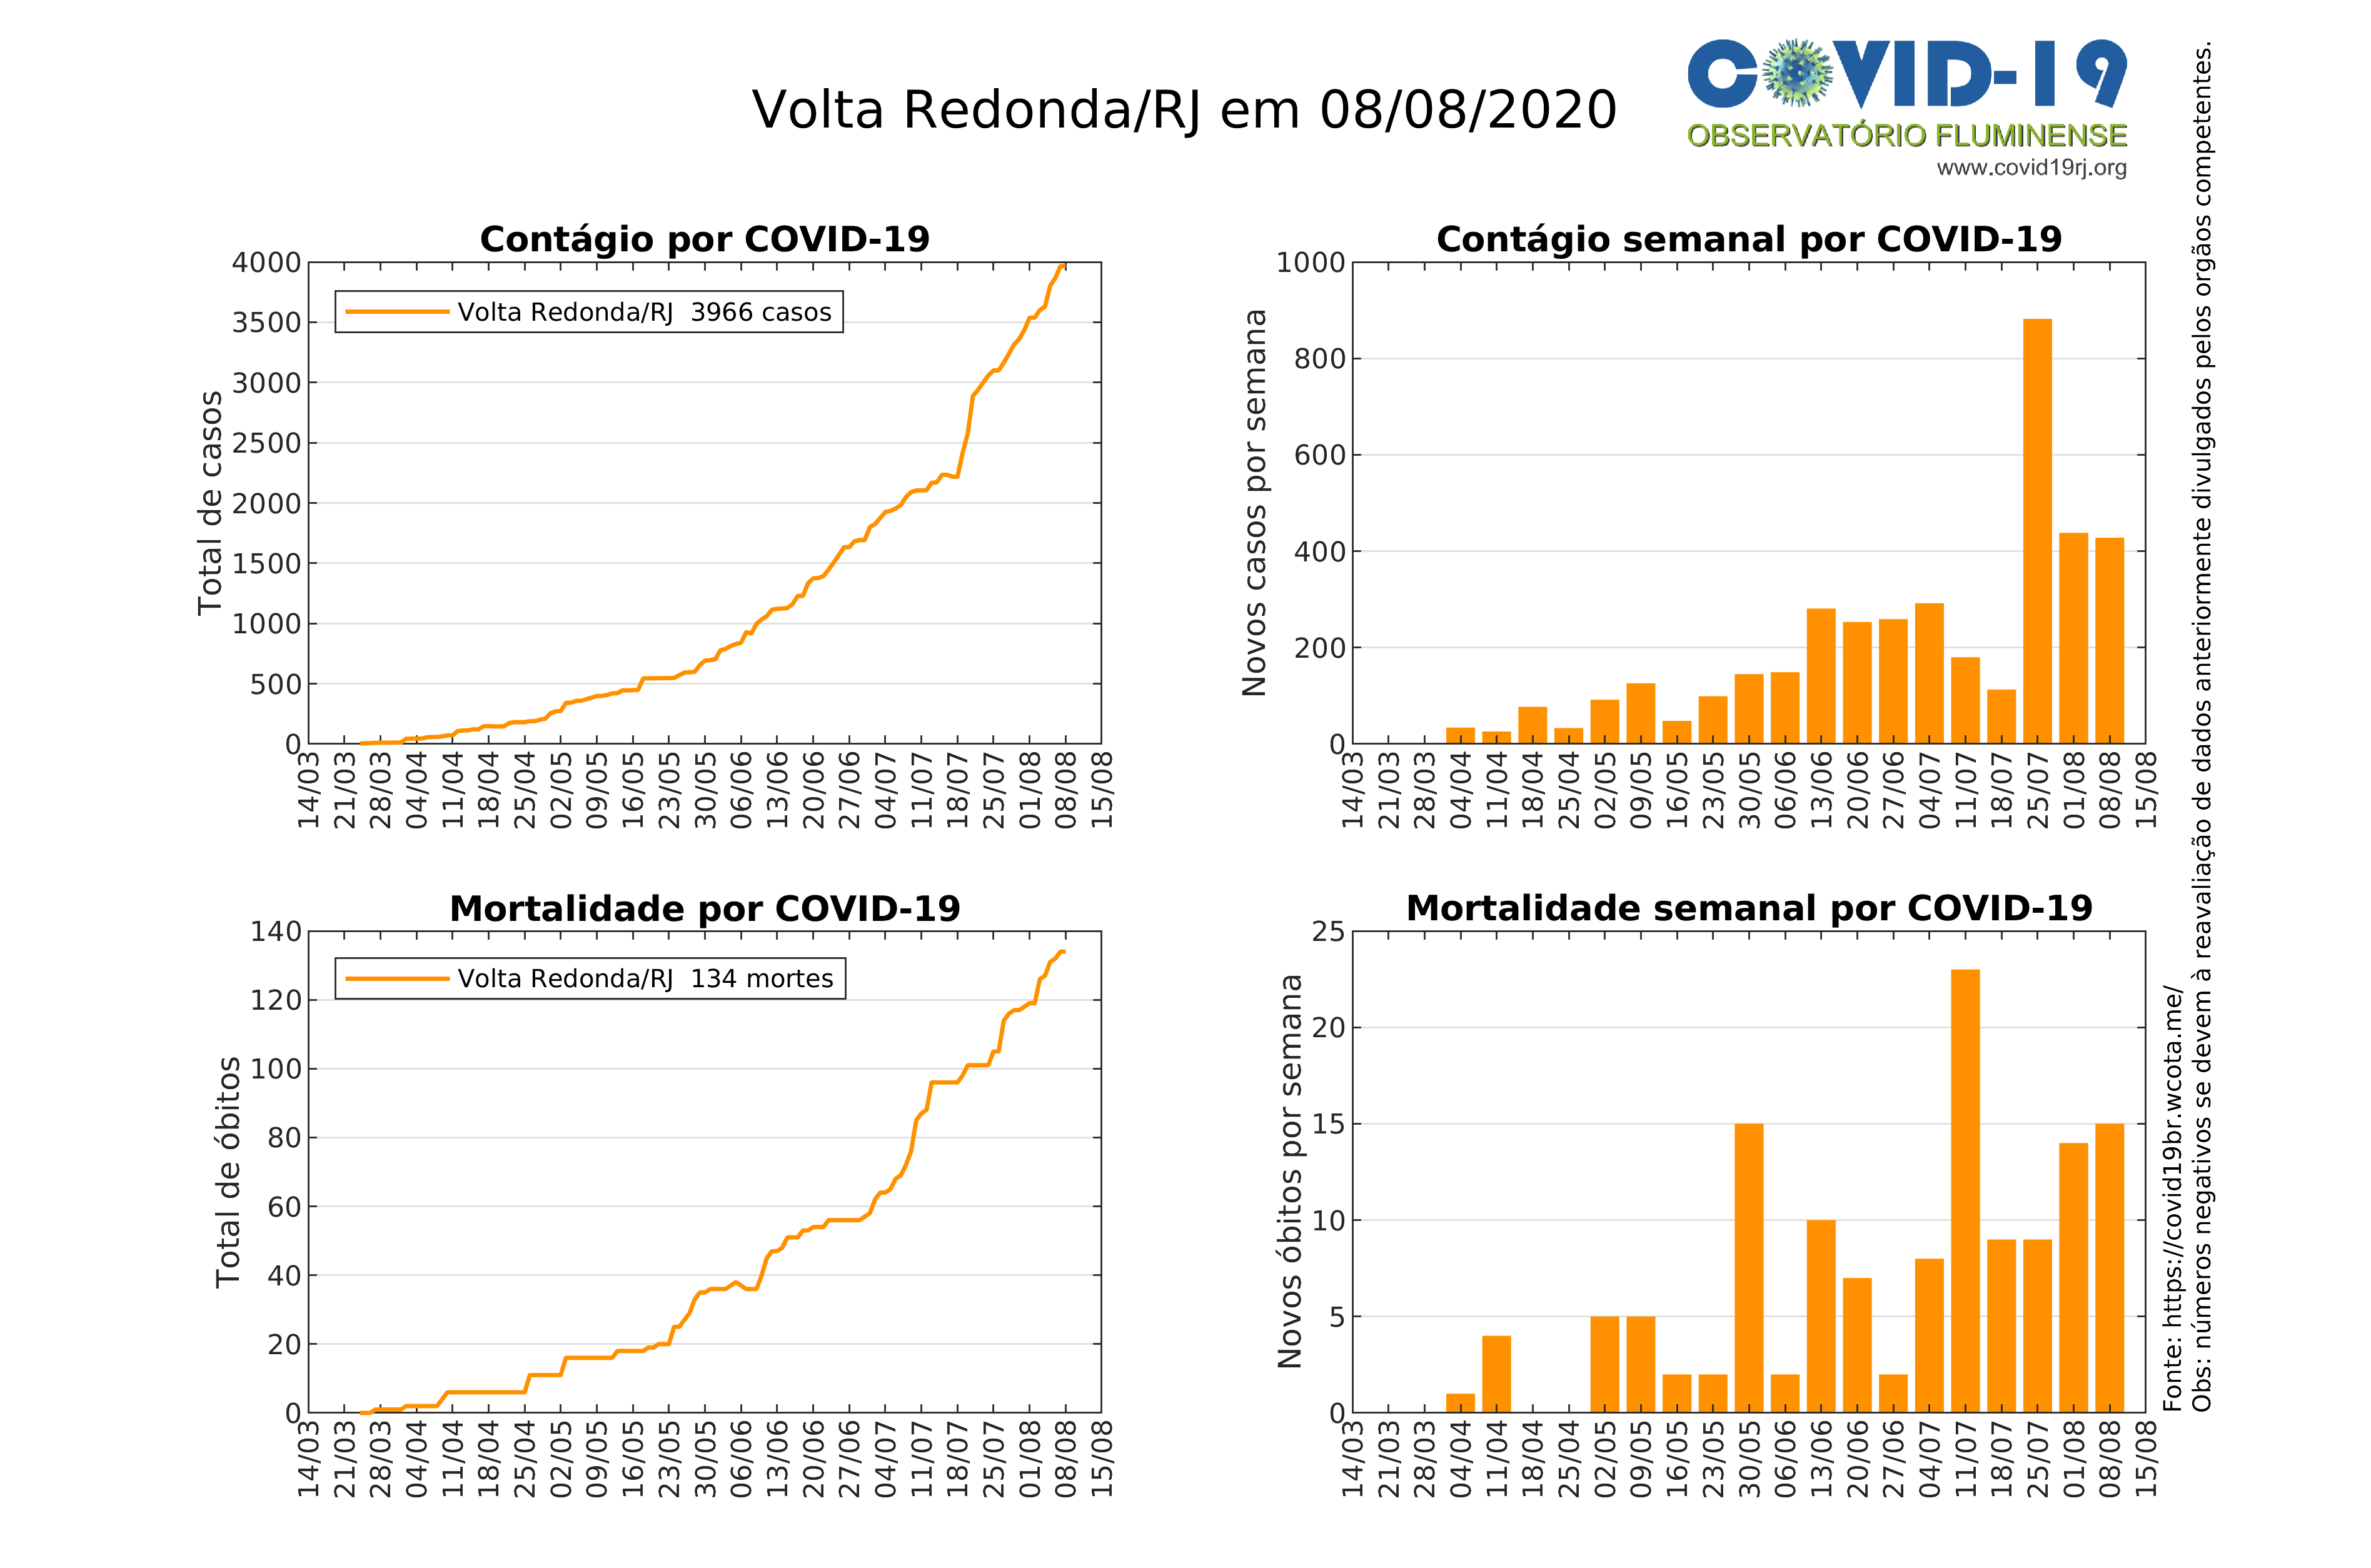 Volta Redonda/RJ em 08/08/2020
COVID-19
OBSERVATÓRIO FLUMINENSE
www.covid19rj.org
Contágio por COVID-19
Total de casos
4000
3500
3000
2500
2000
1500
1000
500
0
Volta Redonda/RJ 3966 casos
14/03 21/03 28/03 04/04 11/04 18/04 25/04 02/05 09/05 16/05 23/05 30/05 06/06 13/06 20/06 27/06 04/07 11/07 18/07 25/07 01/08 08/08 15/08
Contágio semanal por COVID-19
Novos casos por semana
1000
800
600
400
200
0
14/03 21/03 28/03 04/04 11/04 18/04 25/04 02/05 09/05 16/05 23/05 30/05 06/06 13/06 20/06 27/06 04/07 11/07 18/07 25/07 01/08 08/08 15/08
Mortalidade por COVID-19
Total de óbitos
140
120
100
80
60
40
20
0
Volta Redonda/RJ 134 mortes
14/03 21/03 28/03 04/04 11/04 18/04 25/04 02/05 09/05 16/05 23/05 30/05 06/06 13/06 20/06 27/06 04/07 11/07 18/07 25/07 01/08 08/08 15/08
Mortalidade semanal por COVID-19
Novos óbitos por semana
25
20
15
10
5
0
14/03 21/03 28/03 04/04 11/04 18/04 25/04 02/05 09/05 16/05 23/05 30/05 06/06 13/06 20/06 27/06 04/07 11/07 18/07 25/07 01/08 08/08 15/08
Fonte: https://covid19br.wcota.me/
Obs: números negativos se devem à reavaliação de dados anteriormente divulgados pelos orgãos competentes.